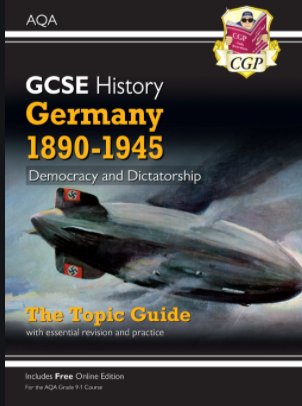 AQA
CGP
CGP
GCSE History
Germany
1890-1945
Democracy and Dictatorship
The Topic Guide
with essential revision and practice
Includes Free Online Edition
For the AQA Grade 9-1 Course